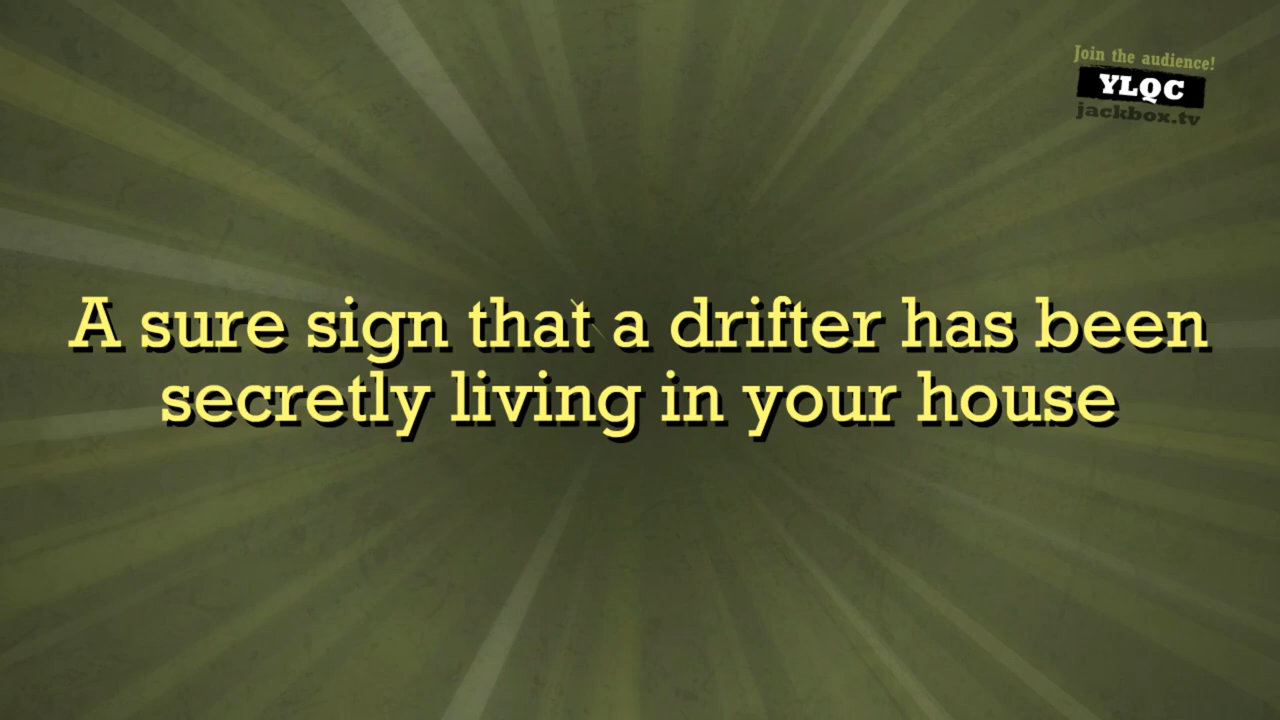 Join the audience!
YLQC
jackbox.tv
A sure sign that a drifter has been
secretly living in your house